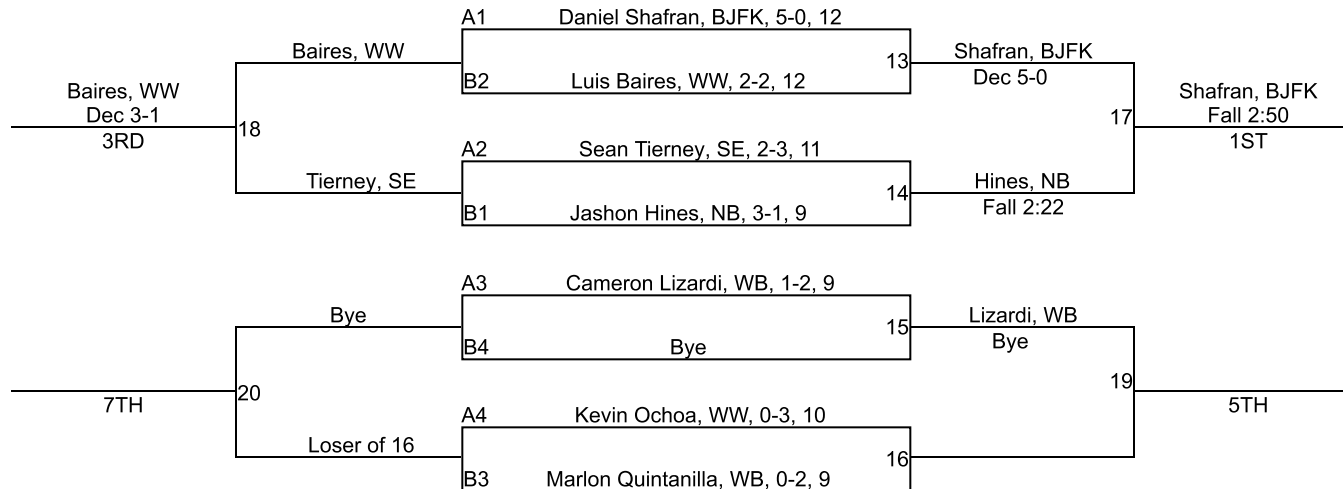 A1 Daniel Shafran, BJFK, 5-0, 12
Baires, WW
13
Shafran, BJFK
Dec 5-0
B2 Luis Baires, WW, 2-2, 12
Baires, WW
Dec 3-1
3RD
18
17
Shafran, BJFK
Fall 2:50
1ST
A2 Sean Tierney, SE, 2-3, 11
Tierney, SE
14
Hines, NB
Fall 2:22
B1 Jashon Hines, NB, 3-1, 9
A3 Cameron Lizardi, WB, 1-2, 9
Bye
15
Lizardi, WB
Bye
B4 Bye
7TH
20
19
5TH
A4 Kevin Ochoa, WW, 0-3, 10
Loser of 16
16
B3 Marlon Quintanilla, WB, 0-2, 9